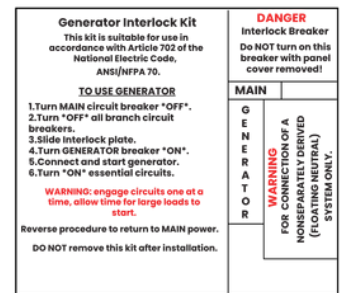 Generator Interlock Kit
This kit is suitable for use in
accordance with Article 702 of the
National Electric Code,
ANSI/NFPA 70.
TO USE GENERATOR
1.Turn MAIN circuit breaker *OFF*.
2.Turn *OFF* all branch circuit
breakers.
3.Slide Interlock plate.
4.Turn GENERATOR breaker *ON*.
5.Connect and start generator.
6.Turn *ON* essential circuits.
WARNING: engage circuits one at a
time, allow time for large loads to
start.
Reverse procedure to return to MAIN power.
DO NOT remove this kit after installation.
DANGER
Interlock Breaker
Do NOT turn on this
breaker with panel
cover removed!
MAIN
GENERATOR
WARNING
FOR CONNECTION OF A
NONSEPARATELY DERIVED
(FLOATING NEUTRAL)
SYSTEM ONLY.